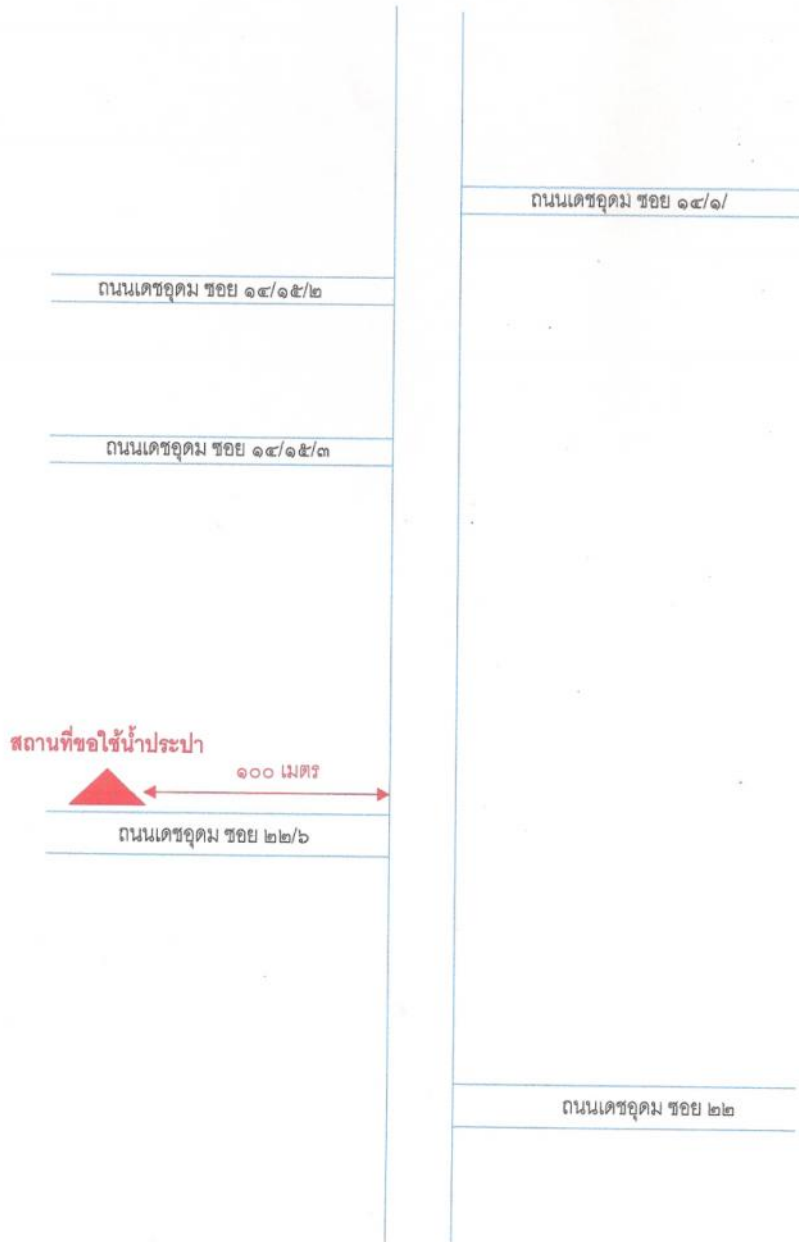 ถนนเดชอุดม ซอย ๑๔/๑/
ถนนเดชอุดม ซอย ๑๔/๑๕/๒
ถนนเดชอุดม ซอย ๑๔/๑๕/๓
สถานที่ขอใช้น้ำประปา
๑๐๐ เมตร
ถนนเดชอุดม ซอย ๒๒/๖
ถนนเดชอุดม ซอย ๒๒